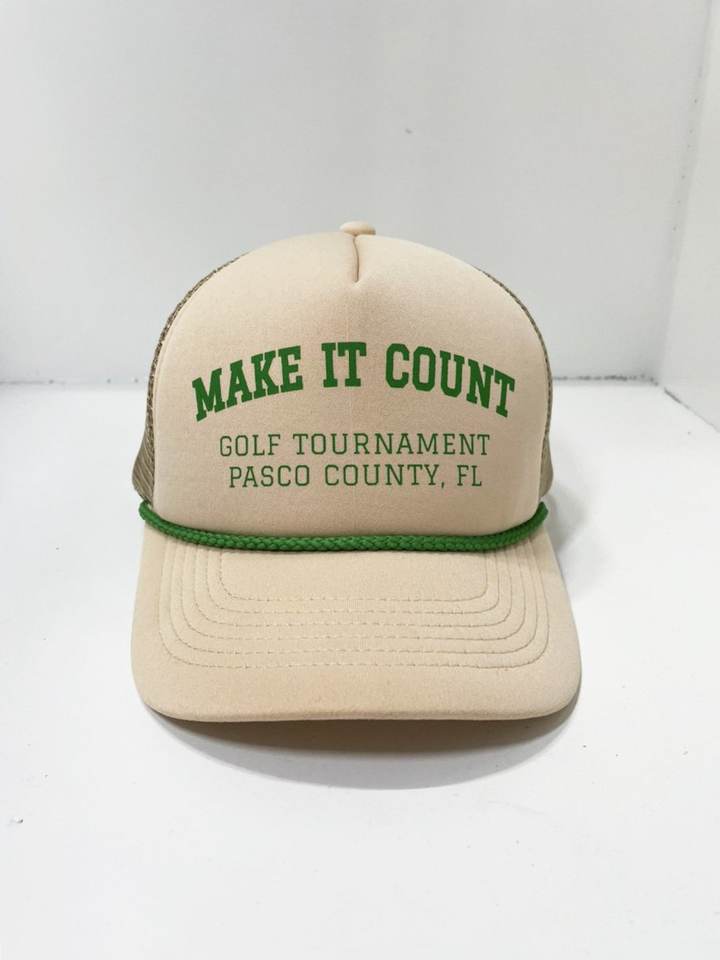 MAKE IT COUNT
GOLF TOURNAMENT
PASCO COUNTY, FL